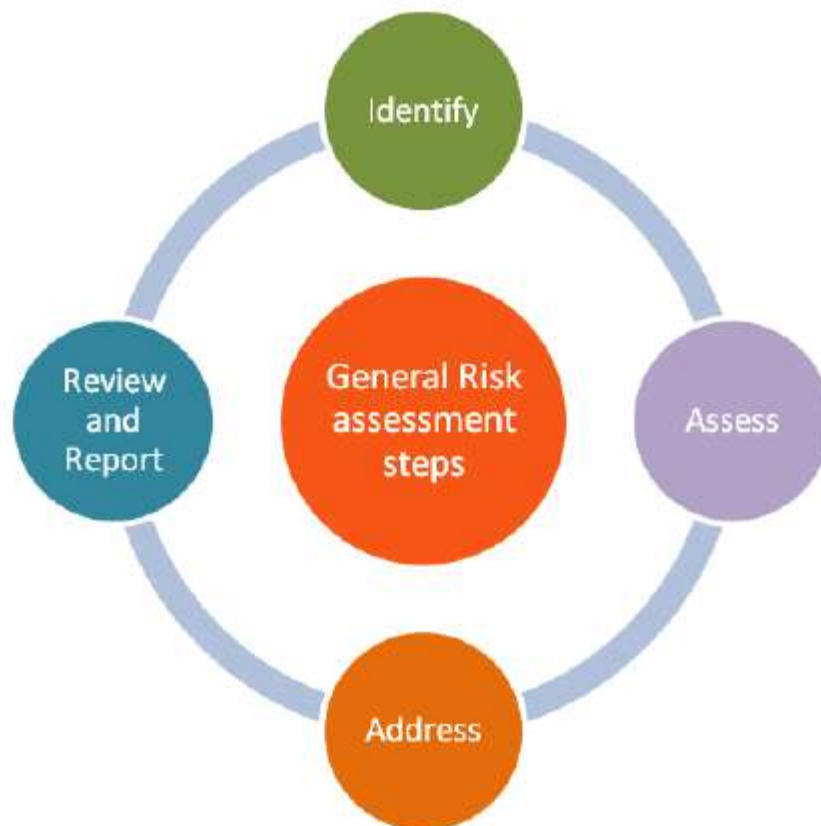 Identify
Review
and
Report
General Risk
assessment
steps
Assess
Address